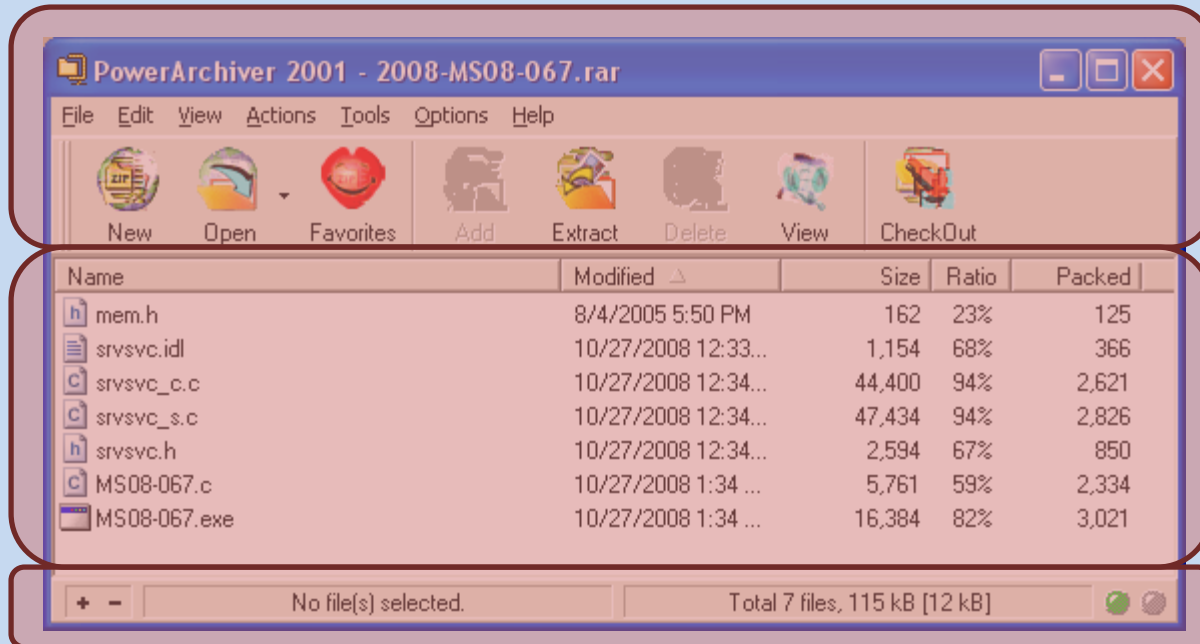 PowerArchiver 2001 - 2008-MS08-067.rar
File Edit View Actions Tools Options Help
ZIP ZIP
New Open Favorites Add Extract Delete View CheckOut
Name Modified Size Ratio Packed
h mem.h 8/4/2005 5:50 PM 162 23% 125
srvsvc.idl 10/27/2008 12:33... 1,154 68% 366
C srvsvc_c.c 10/27/2008 12:34... 44,400 94% 2,621
C srvsvc_s.c 10/27/2008 12:34... 47,434 94% 2,826
h srvsvc.h 10/27/2008 12:34... 2,594 67% 850
C MS08-067.c 10/27/2008 1:34 ... 5,761 59% 2,334
MS08-067.exe 10/27/2008 1:34 ... 16,384 82% 3,021
+ - No file(s) selected. Total 7 files, 115 kB [12 kB]